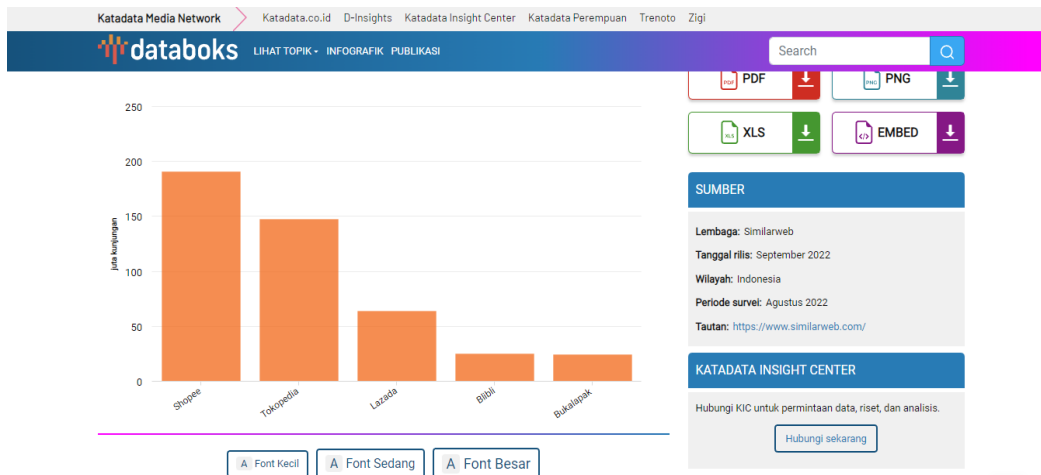 Katadata Media Network
Katadata.co.id D-Insights Katadata Insight Center Katadata Perempuan Trenoto Zigi
databoks
LIHAT TOPIK INFOGRAFIK PUBLIKASI
Search
PDF PDF
PNG PNG
XLS XLS
</> EMBED
250
200
150
100
50
0
juta kunjungan
Shopee
Tokopedia
Lazada
Blibli
Bukalapak
A Font Kecil
A Font Sedang
A Font Besar
SUMBER
Lembaga: Similarweb
Tanggal rilis: September 2022
Wilayah: Indonesia
Periode survei: Agustus 2022
Tautan: https://www.similarweb.com/
KATADATA INSIGHT CENTER
Hubungi KIC untuk permintaan data, riset, dan analisis.
Hubungi sekarang